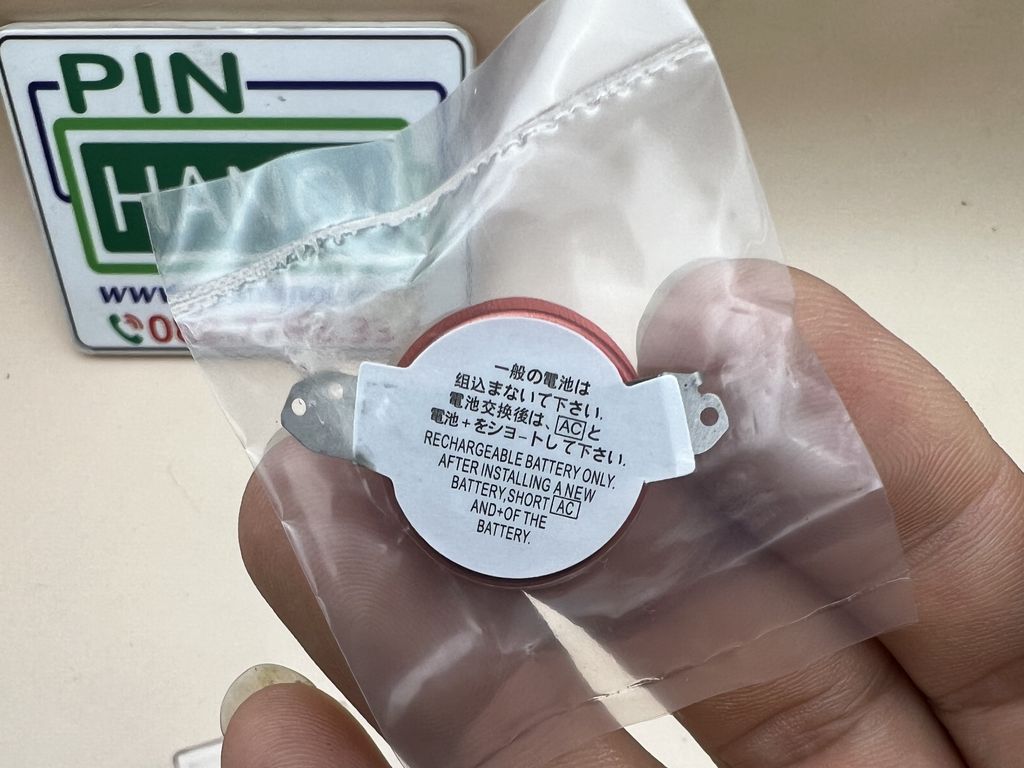 PIN
一般の電池は
組込まないで下さい.
電池交換後は、AC と
電池+をショートして下さい.
RECHARGEABLE BATTERY ONLY.
AFTER INSTALLING A NEW
BATTERY,SHORT AC
AND+OF THE
BATTERY.